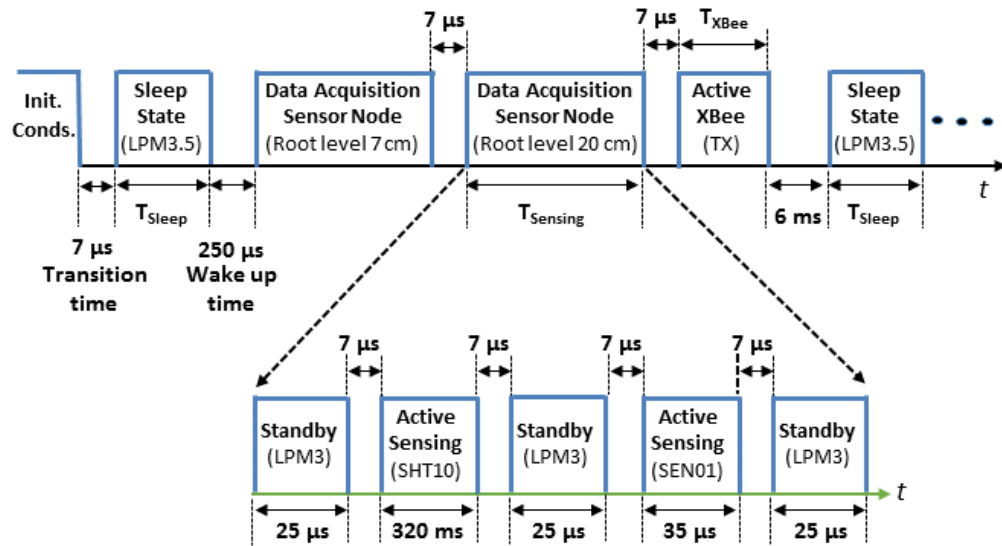 7 µs
7 µs
T_XBee
Init.
Conds.
Sleep
State
(LPM3.5)
Data Acquisition
Sensor Node
(Root level 7 cm)
Data Acquisition
Sensor Node
(Root level 20 cm)
Active
XBee
(TX)
Sleep
State
(LPM3.5)
t
T_Sleep
T_Sensing
6 ms
T_Sleep
7 µs
Transition
time
250 µs
Wake up
time
7 µs
7 µs
7 µs
7 µs
Standby
(LPM3)
Active
Sensing
(SHT10)
Standby
(LPM3)
Active
Sensing
(SEN01)
Standby
(LPM3)
t
25 µs
320 ms
25 µs
35 µs
25 µs